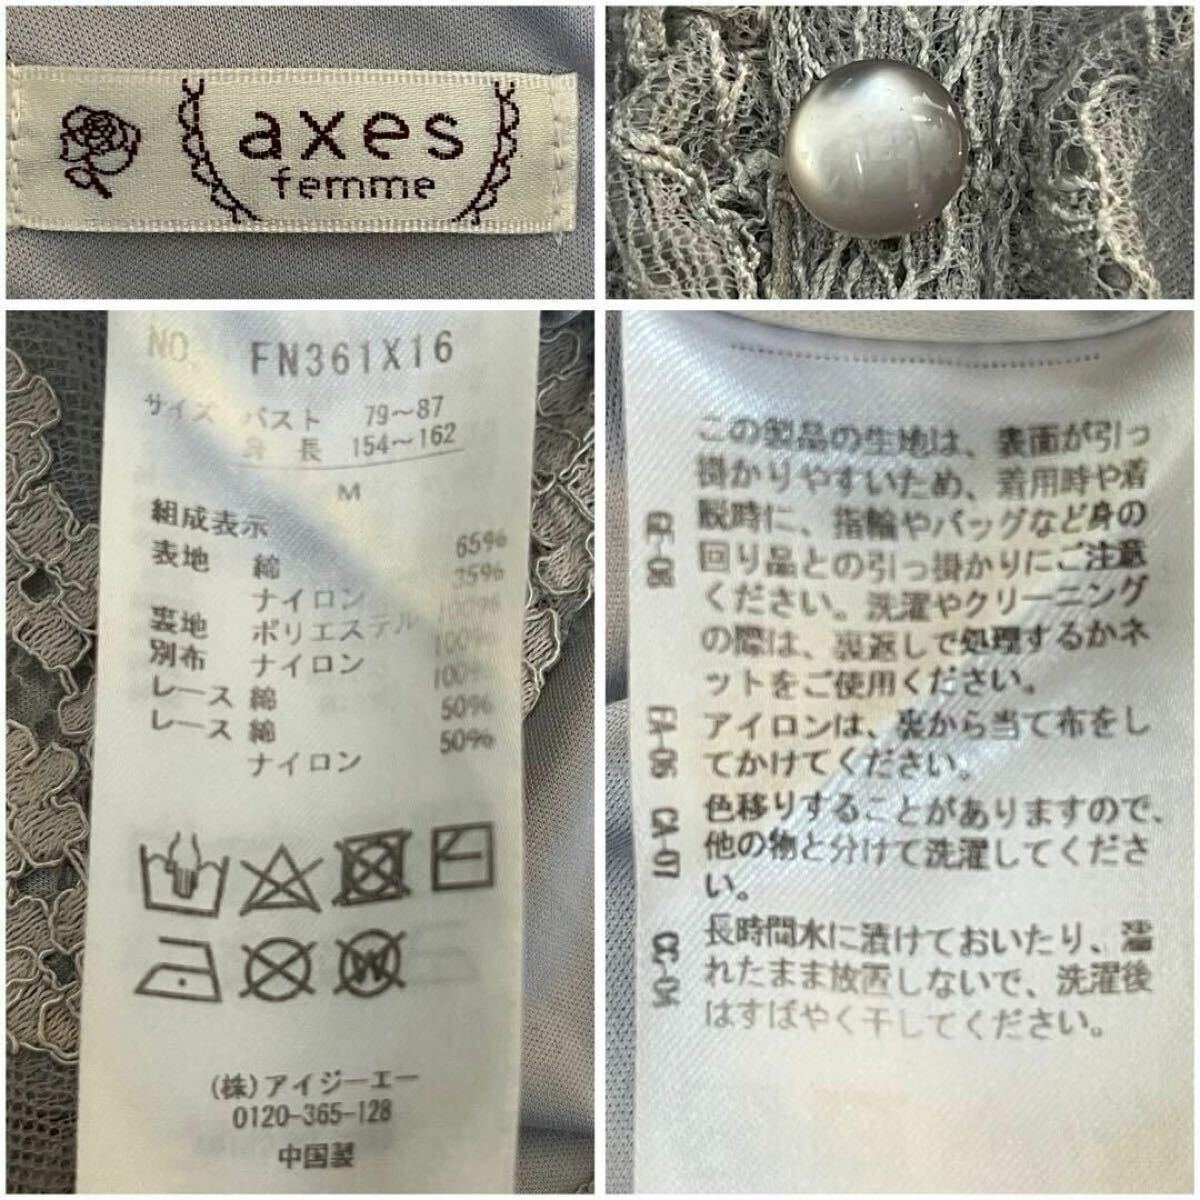 axes
femme
NO. FN361X16
サイズ バスト 79~87
身長 154~162
M
組成表示
表地 綿 65%
ナイロン 35%
裏地 ポリエステル 100%
別布 ナイロン 100%
レース 綿 100%
レース 綿 50%
ナイロン 50%
W
(株)アイジーエー
0120-365-128
中国製
この製品の生地は、表面が引っ
掛かりやすいため、着用時や着
脱時に、指輪やバッグなど身の
回り品との引っ掛かりにご注意
ください。洗濯やクリーニング
の際は、裏返しで処理するかネ
ットをご使用ください。
アイロンは、裏から当て布をし
てかけてください。
色移りすることがありますので、
他の物と分けて洗濯してくださ
い。
長時間水に漬けておいたり、濡
れたまま放置しないで、洗濯後
はすばやく干してください。
EA-06
CA-07
CC-04